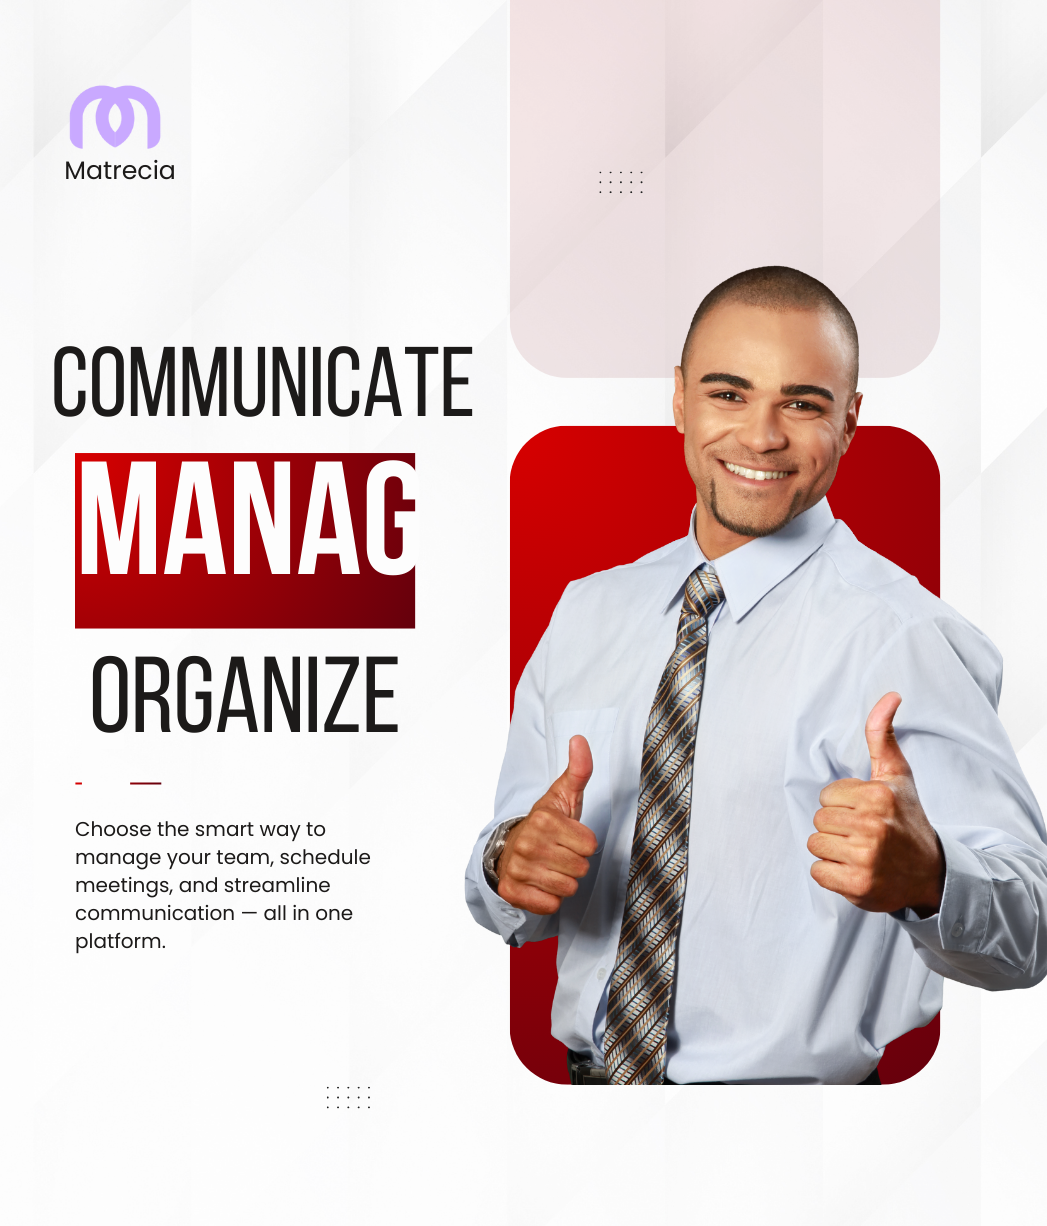 Matrecia
COMMUNICATE
MANAG
ORGANIZE
Choose the smart way to
manage your team, schedule
meetings, and streamline
communication — all in one
platform.